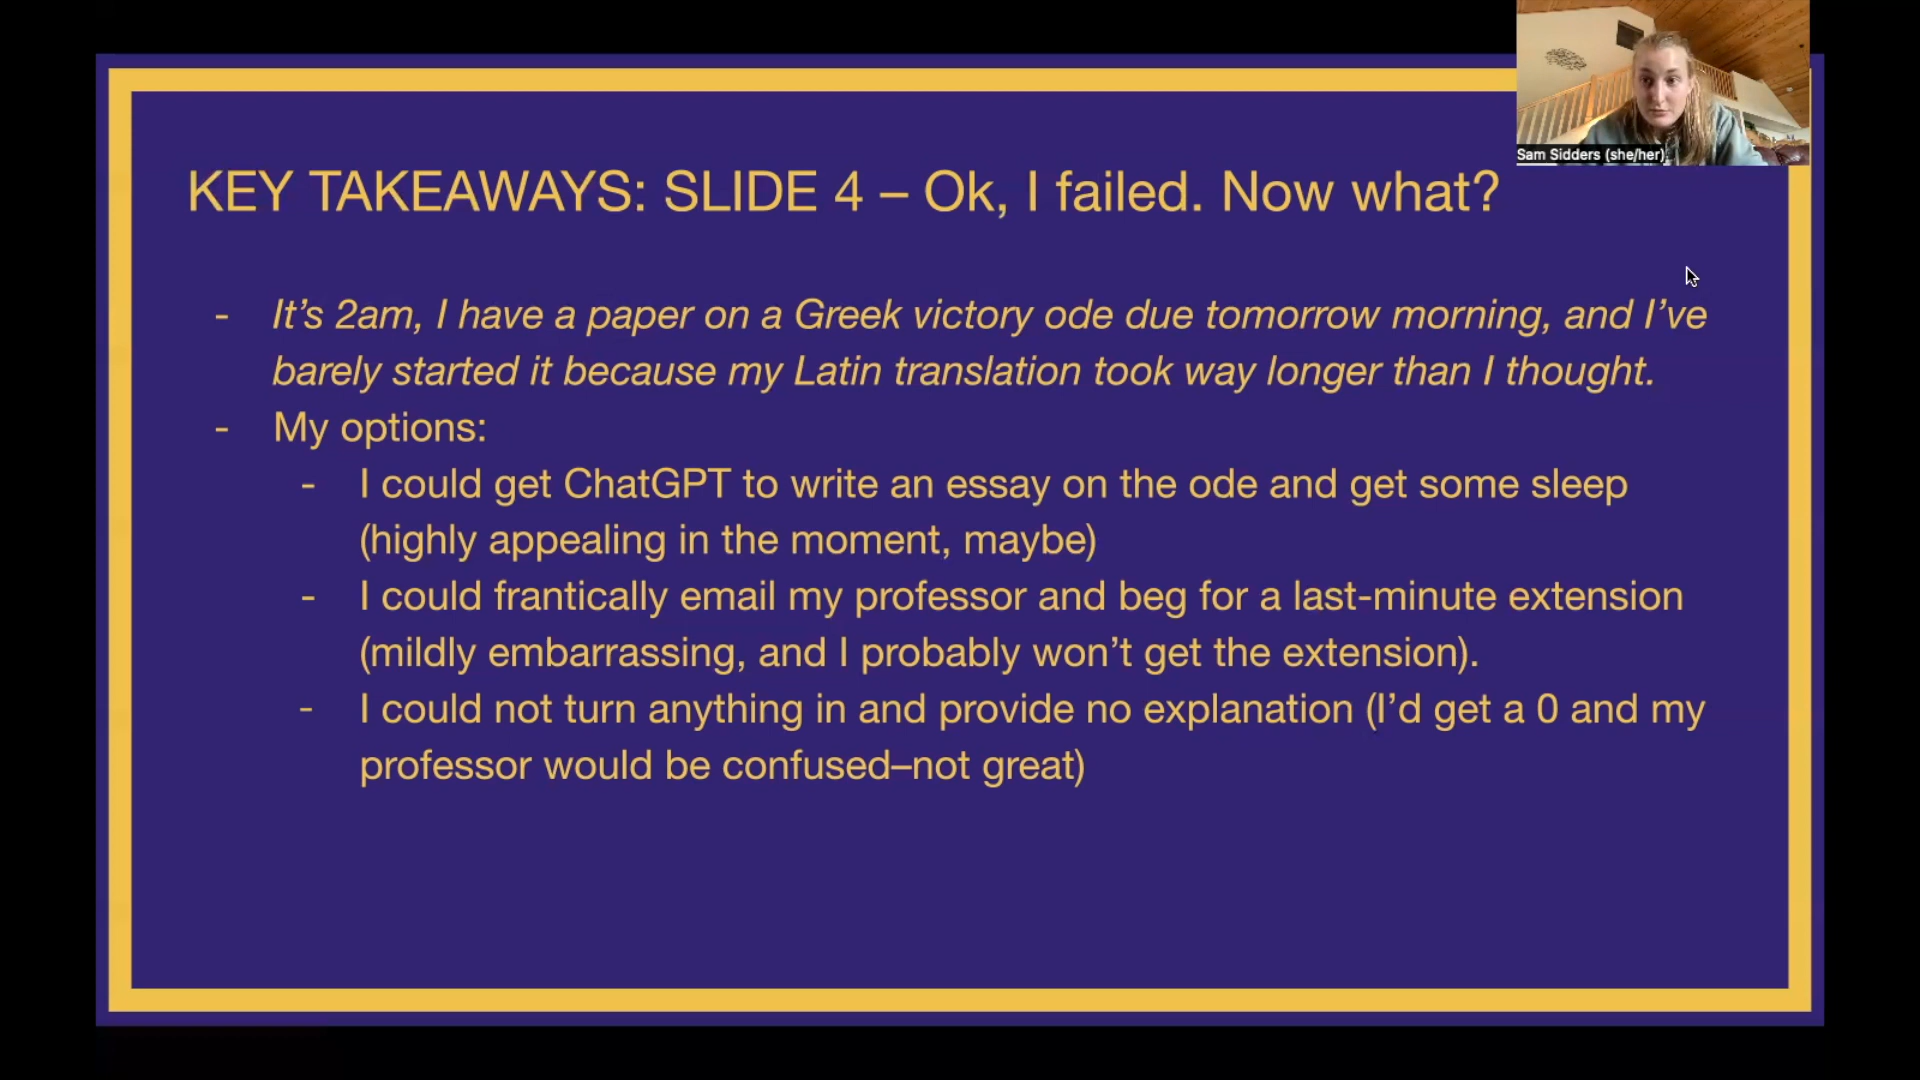 Sam Sidders (she/her)
KEY TAKEAWAYS: SLIDE 4 – Ok, I failed. Now what?
- It’s 2am, I have a paper on a Greek victory ode due tomorrow morning, and I’ve
barely started it because my Latin translation took way longer than I thought.
- My options:
- I could get ChatGPT to write an essay on the ode and get some sleep
(highly appealing in the moment, maybe)
- I could frantically email my professor and beg for a last-minute extension
(mildly embarrassing, and I probably won’t get the extension).
- I could not turn anything in and provide no explanation (I’d get a 0 and my
professor would be confused–not great)